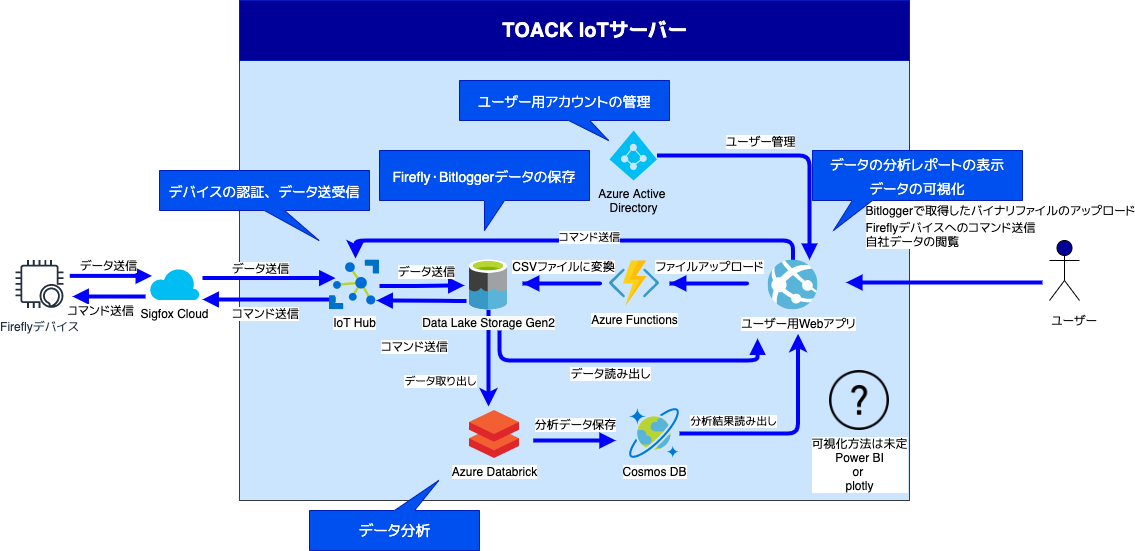 TOACK IoTサーバー
ユーザー用アカウントの管理
ユーザー管理
Azure Active
Directory
データの分析レポートの表示
データの可視化
Firefly・Bitloggerデータの保存
デバイスの認証、データ送受信
Bitloggerで取得したバイナリファイルのアップロード
Fireflyデバイスへのコマンド送信
自社データの閲覧
コマンド送信
データ送信
データ送信
データ送信
CSVファイルに変換
ファイルアップロード
コマンド送信
Sigfox Cloud
コマンド送信
Fireflyデバイス
IoT Hub
Data Lake Storage Gen2
Azure Functions
ユーザー用Webアプリ
ユーザー
コマンド送信
データ取り出し
データ読み出し
分析データ保存
分析結果読み出し
Azure Databrick
Cosmos DB
?
可視化方法は未定
Power BI
or
plotly
データ分析